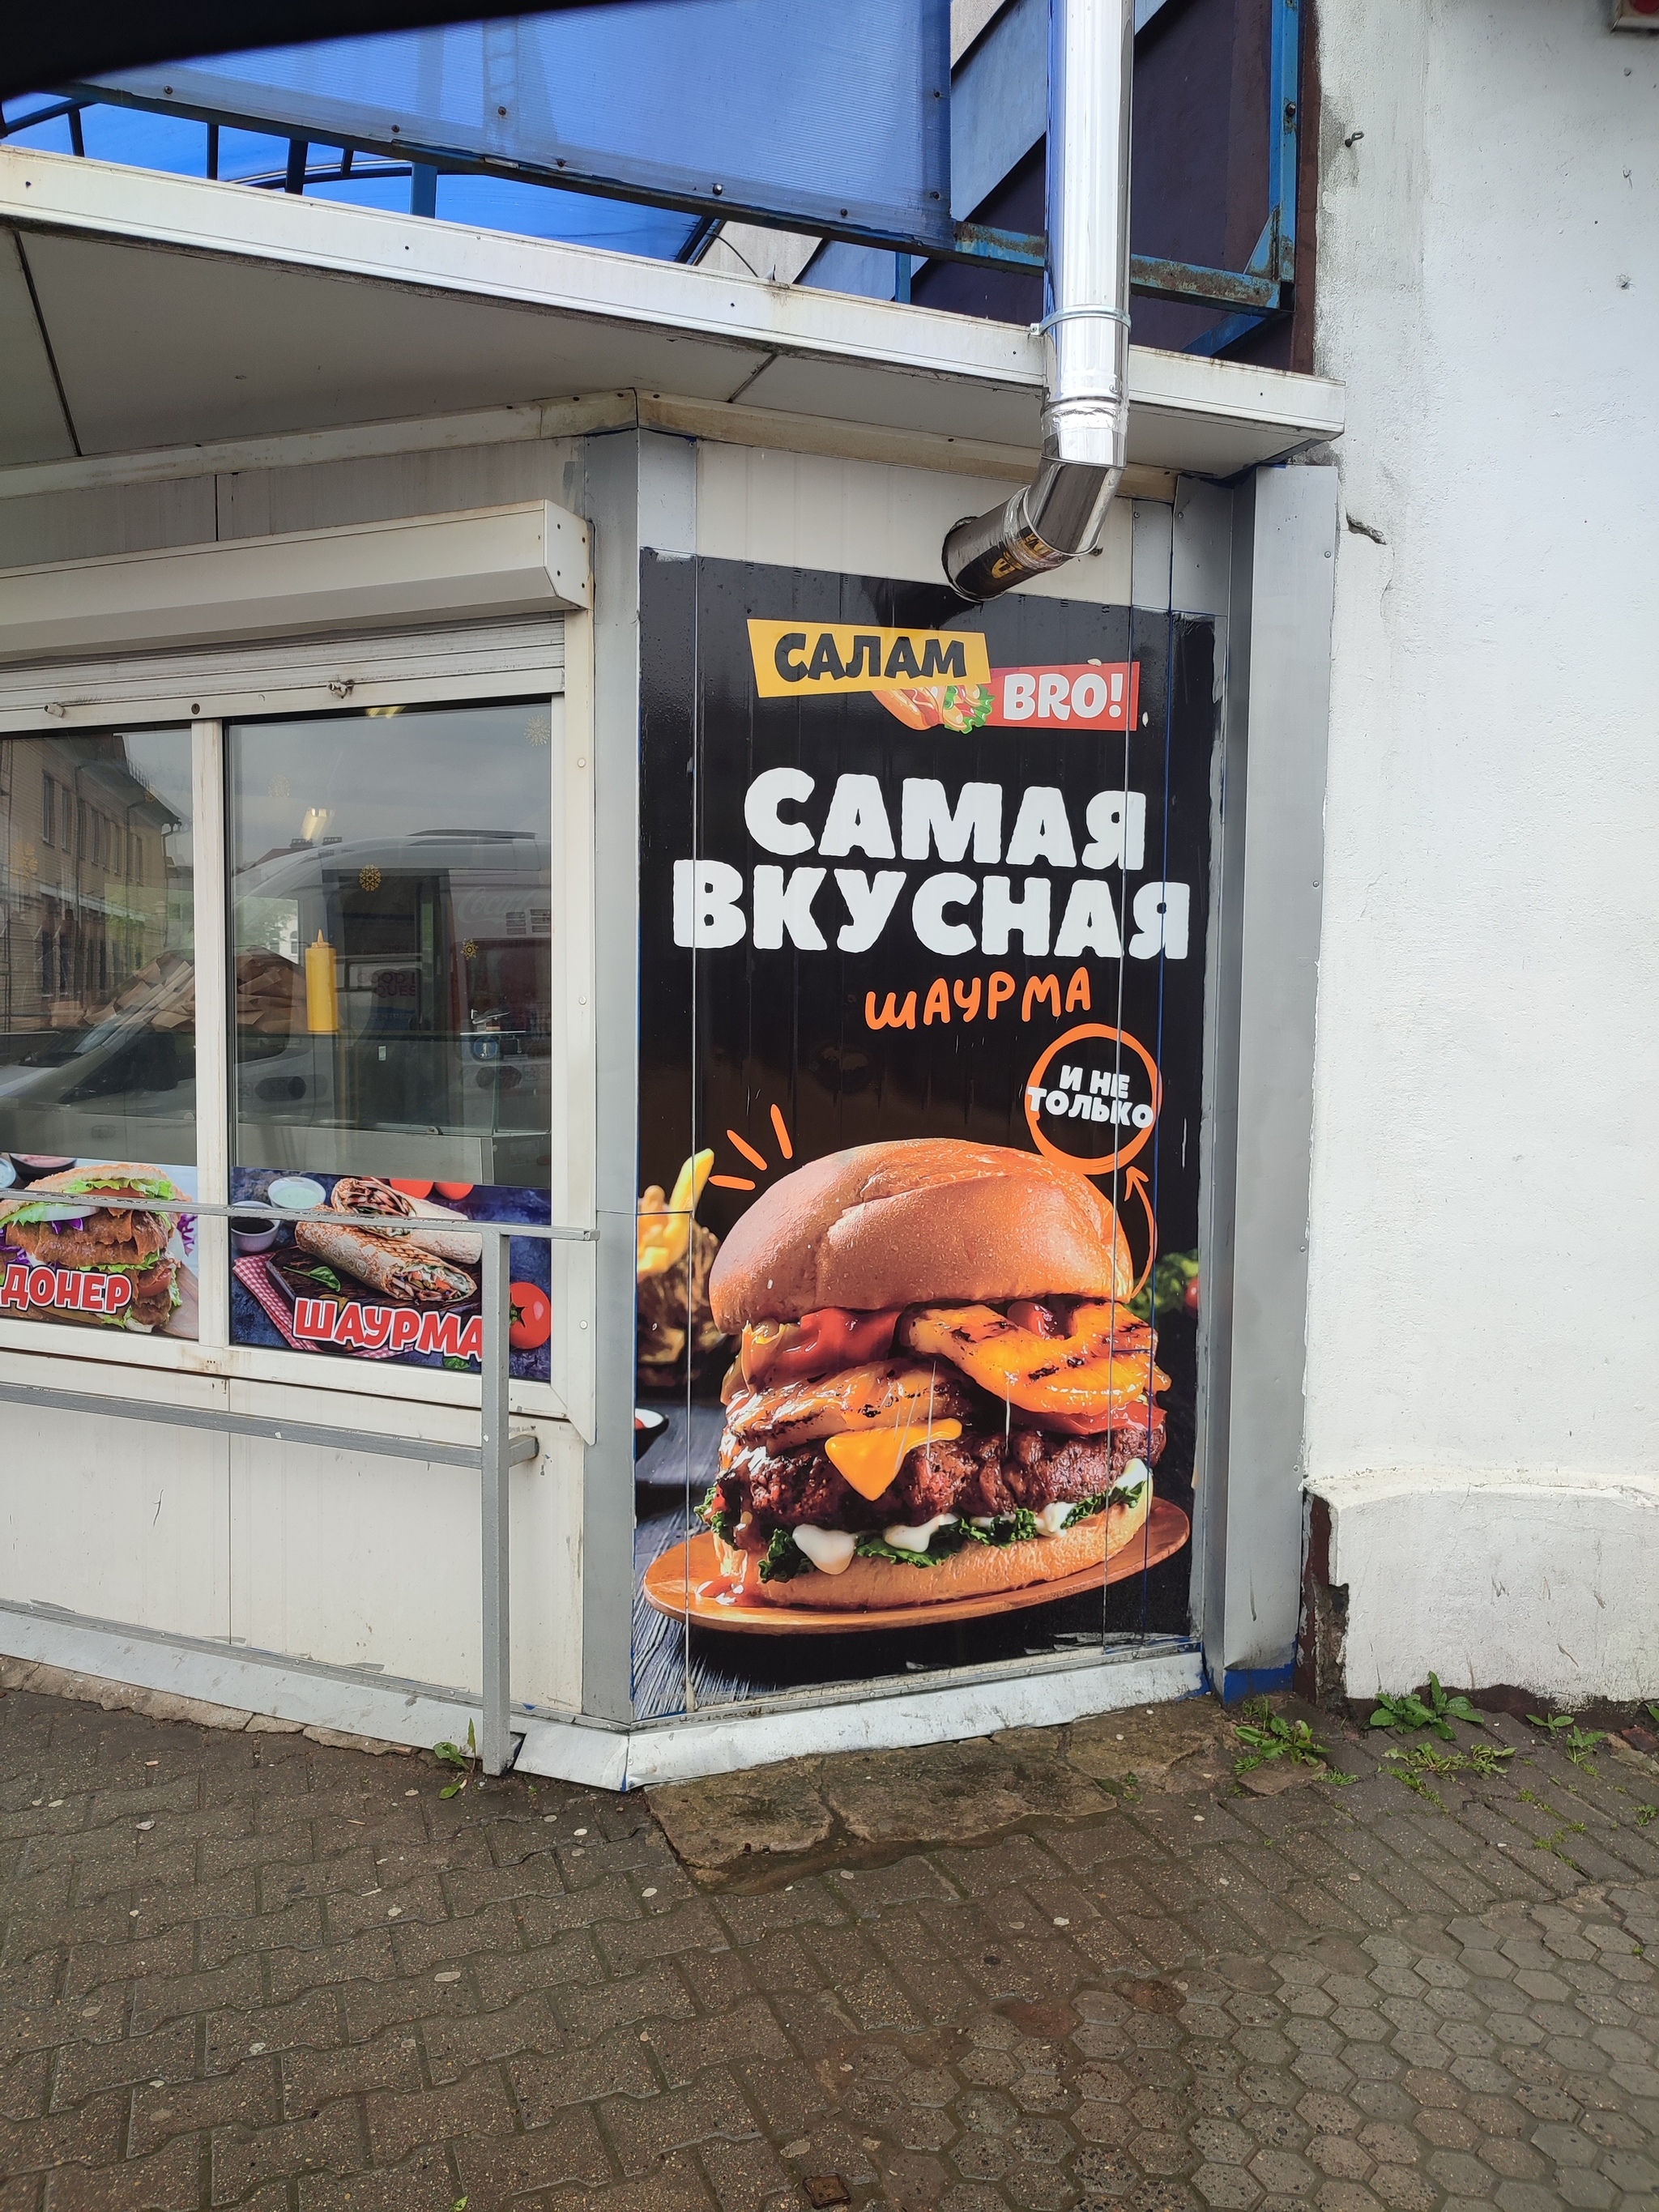 САЛАМ
BRO!
САМАЯ
ВКУСНАЯ
ШАУРМА
И НЕ
ТОЛЬКО
ДОНЕР
ШАУРМА